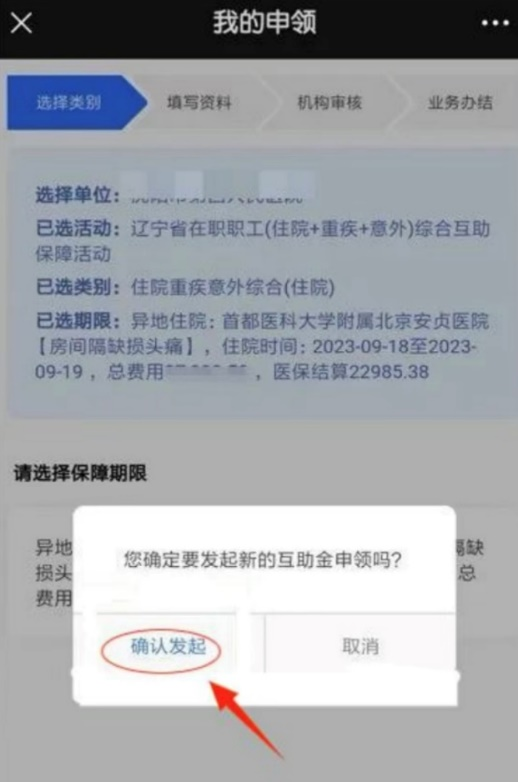 我的申领
选择类别
填写资料
机构审核
业务办结
选择单位：
已选活动：辽宁省在职职工(住院+重疾+意外)综合互助
保障活动
已选类别：住院重疾意外综合(住院)
已选期限：异地住院：首都医科大学附属北京安贞医院
【房间隔缺损头痛】，住院时间：2023-09-18至2023-
09-19 ，总费用 ，医保结算22985.38
请选择保障期限
异地 隔缺
损头 总
费用
您确定要发起新的互助金申领吗？
确认发起
取消